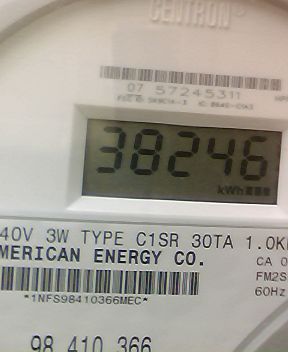 CENTRON®
07 57245311
38246
kWh
40V 3W TYPE C1SR 30TA 1.0K
MERICAN ENERGY CO.
CA 0
FM2S
60Hz
*1NFS98410366MEC*
98 410 366